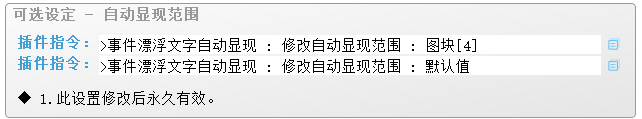 可选设定 - 自动显现范围
插件指令： >事件漂浮文字自动显现 : 修改自动显现范围 : 图块[4]
插件指令： >事件漂浮文字自动显现 : 修改自动显现范围 : 默认值
◆ 1.此设置修改后永久有效。